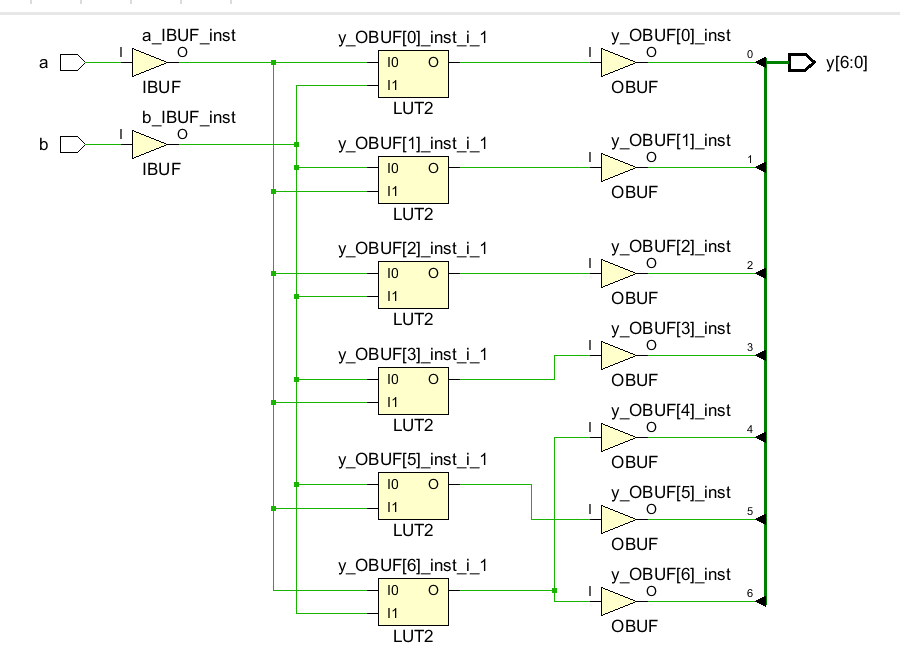 a_IBUF_inst
a
I
O
IBUF
b_IBUF_inst
b
I
O
IBUF
y_OBUF[0]_inst_i_1
I0
O
I1
LUT2
y_OBUF[1]_inst_i_1
I0
O
I1
LUT2
y_OBUF[2]_inst_i_1
I0
O
I1
LUT2
y_OBUF[3]_inst_i_1
I0
O
I1
LUT2
y_OBUF[5]_inst_i_1
I0
O
I1
LUT2
y_OBUF[6]_inst_i_1
I0
O
I1
LUT2
y_OBUF[0]_inst
I
O
OBUF
0
y_OBUF[1]_inst
I
O
OBUF
1
y_OBUF[2]_inst
I
O
OBUF
2
y_OBUF[3]_inst
I
O
OBUF
3
y_OBUF[4]_inst
I
O
OBUF
4
y_OBUF[5]_inst
I
O
OBUF
5
y_OBUF[6]_inst
I
O
OBUF
6
y[6:0]